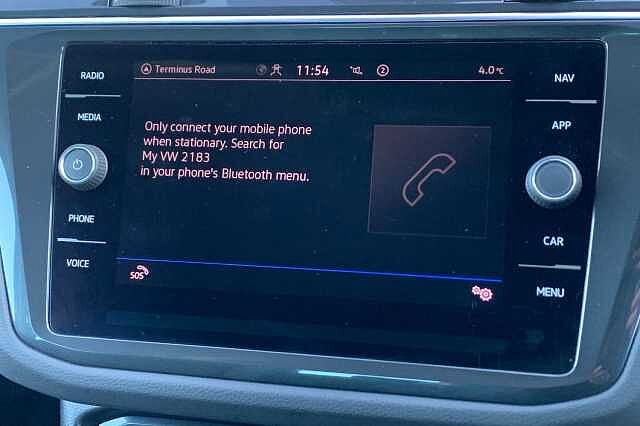 RADIO
MEDIA
PHONE
VOICE
Terminus Road 11:54 2 4.0°C
Only connect your mobile phone
when stationary. Search for
My VW 2183
in your phone's Bluetooth menu.
SOS
NAV
APP
CAR
MENU